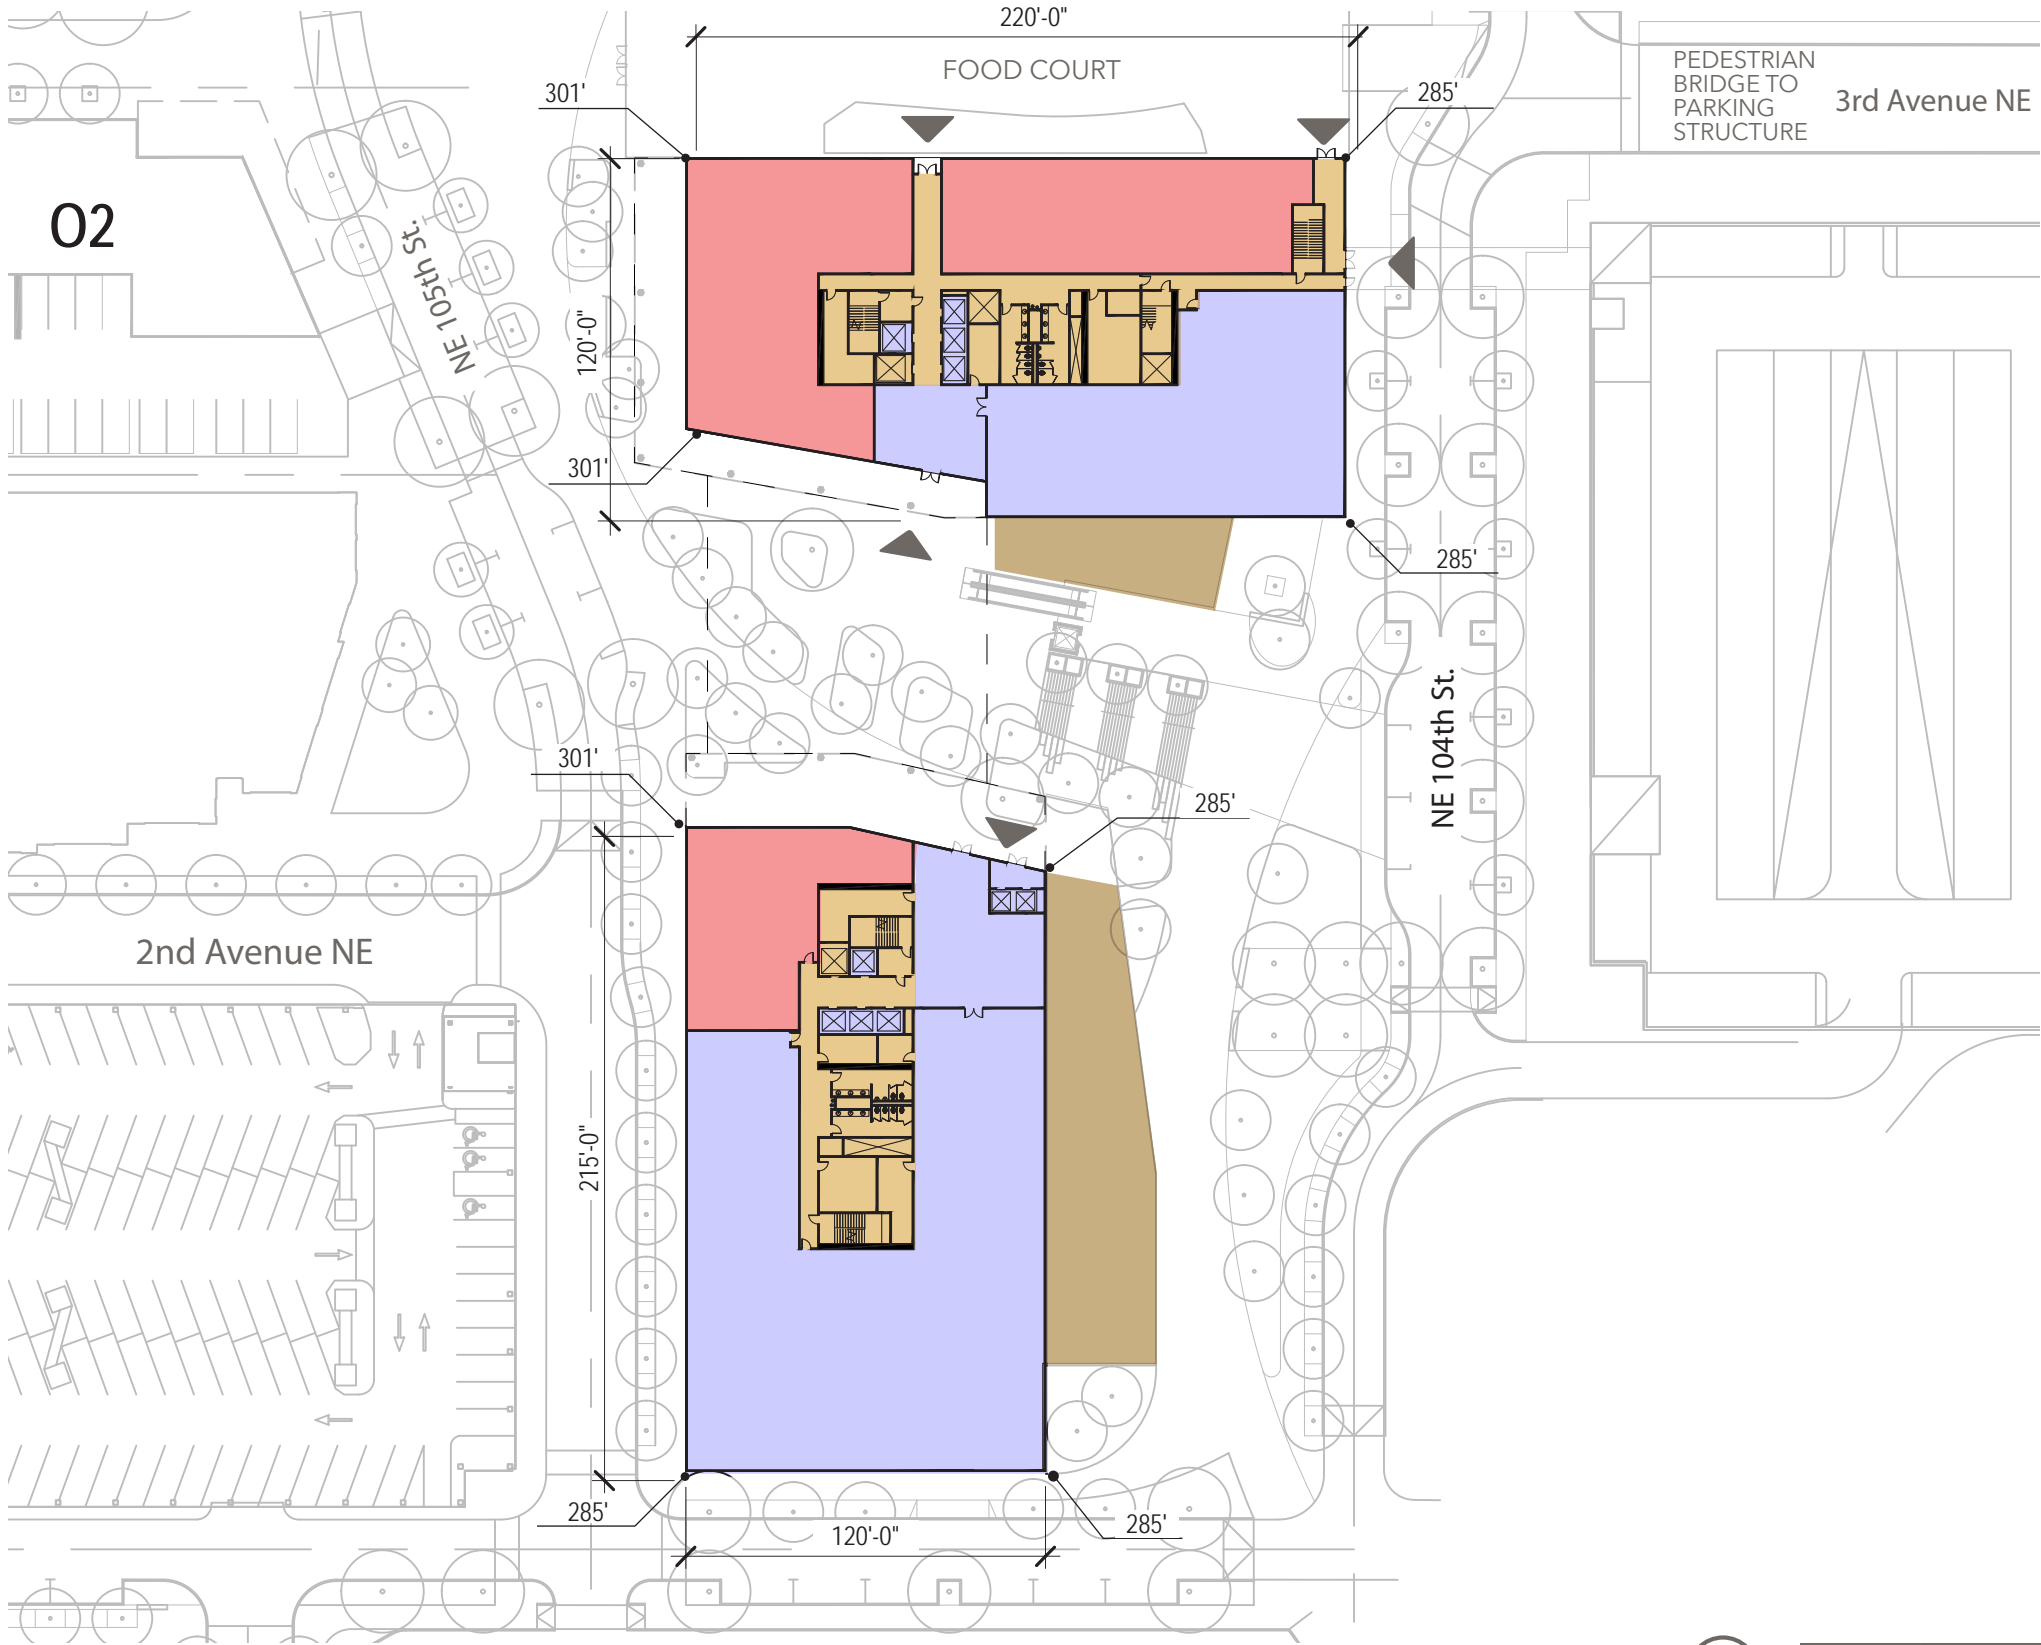 220'-0"
FOOD COURT
PEDESTRIAN
BRIDGE TO
PARKING
STRUCTURE
3rd Avenue NE
301'
285'
O2
NE 105th St.
120'-0"
301'
285'
NE 104th St.
301'
285'
2nd Avenue NE
215'-0"
285'
120'-0"
285'